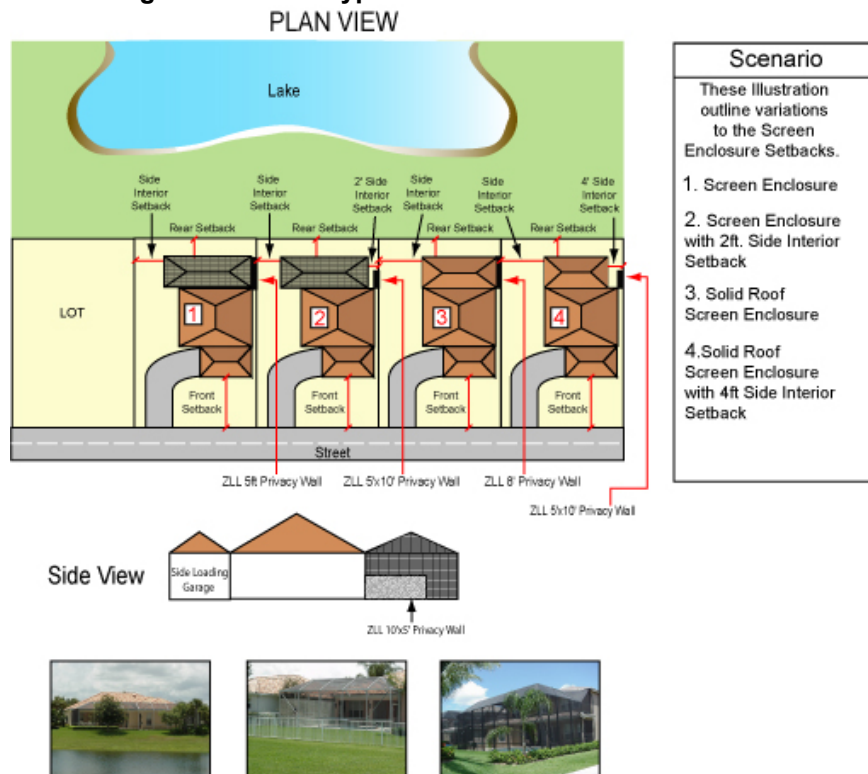 PLAN VIEW
Lake
Side
Interior
Setback
Side
Interior
Setback
2' Side
Interior
Setback
Side
Interior
Setback
Side
Interior
Setback
4' Side
Interior
Setback
Rear Setback
Rear Setback
Rear Setback
Rear Setback
LOT
1
2
3
4
Front
Setback
Front
Setback
Front
Setback
Front
Setback
Street
ZLL 5ft Privacy Wall
ZLL 5'x10' Privacy Wall
ZLL 8' Privacy Wall
ZLL 5'x10' Privacy Wall
Scenario
These Illustration
outline variations
to the Screen
Enclosure Setbacks.
1. Screen Enclosure
2. Screen Enclosure
with 2ft. Side Interior
Setback
3. Solid Roof
Screen Enclosure
4.Solid Roof
Screen Enclosure
with 4ft Side Interior
Setback
Side View
Side Loading
Garage
ZLL 10'x5' Privacy Wall